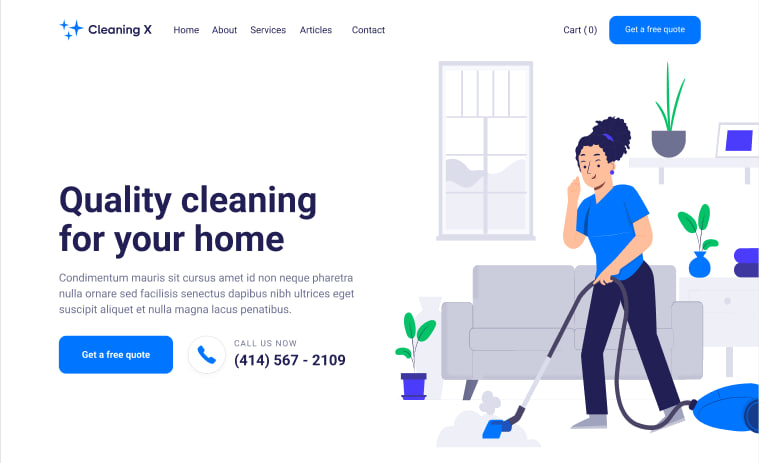 Cleaning X
Home About Services Articles Contact
Cart ( 0 )
Get a free quote
Quality cleaning
for your home
Condimentum mauris sit cursus amet id non neque pharetra
nulla ornare sed facilisis senectus dapibus nibh ultrices eget
suscipit aliquet et nulla magna lacus penatibus.
Get a free quote
CALL US NOW
(414) 567 - 2109